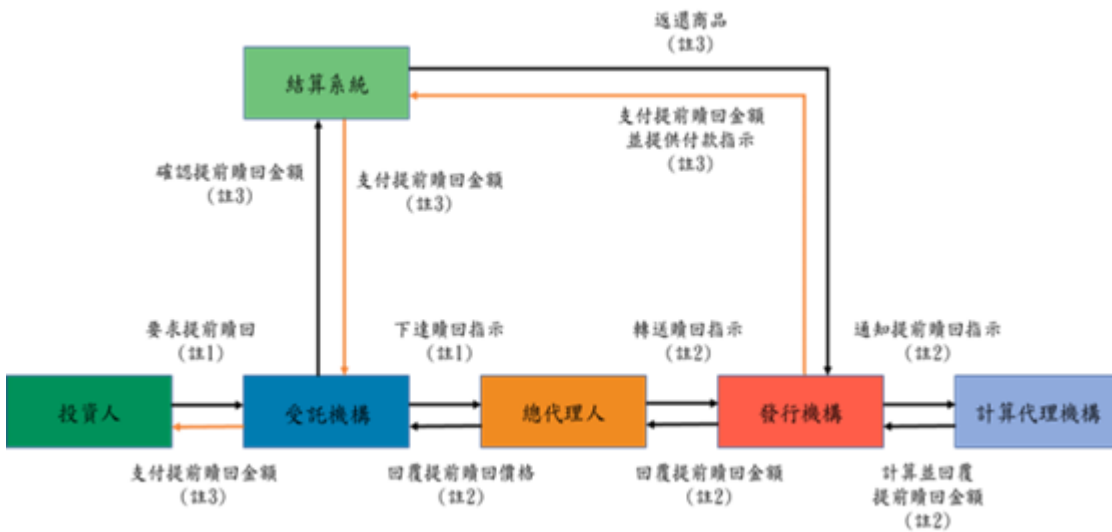 返還商品
(註3)
結算系統
支付提前贖回金額
並提供付款指示
(註3)
確認提前贖回金額
(註3)
支付提前贖回金額
(註3)
要求提前贖回
(註1)
下達贖回指示
(註1)
轉送贖回指示
(註2)
通知提前贖回指示
(註2)
投資人
受託機構
總代理人
發行機構
計算代理機構
支付提前贖回金額
(註3)
回覆提前贖回價格
(註2)
回覆提前贖回金額
(註2)
計算並回覆
提前贖回金額
(註2)